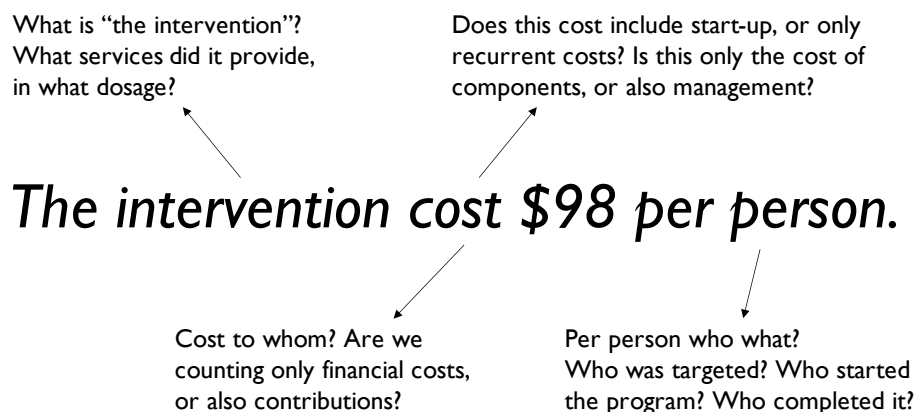 What is “the intervention”?
What services did it provide,
in what dosage?
Does this cost include start-up, or only
recurrent costs? Is this only the cost of
components, or also management?
The intervention cost $98 per person.
Cost to whom? Are we
counting only financial costs,
or also contributions?
Per person who what?
Who was targeted? Who started
the program? Who completed it?